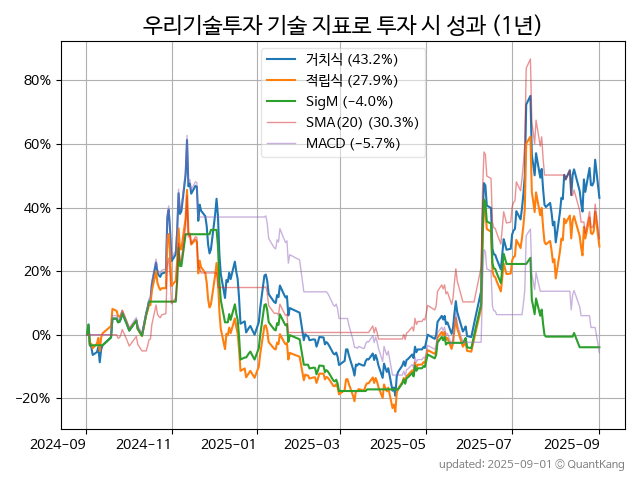 우리기술투자 기술 지표로 투자 시 성과 (1년)
거치식 (43.2%)
적립식 (27.9%)
SigM (−4.0%)
SMA(20) (30.3%)
MACD (−5.7%)
80%
60%
40%
20%
0%
−20%
2024-09
2024-11
2025-01
2025-03
2025-05
2025-07
2025-09
updated: 2025-09-01 © QuantKang